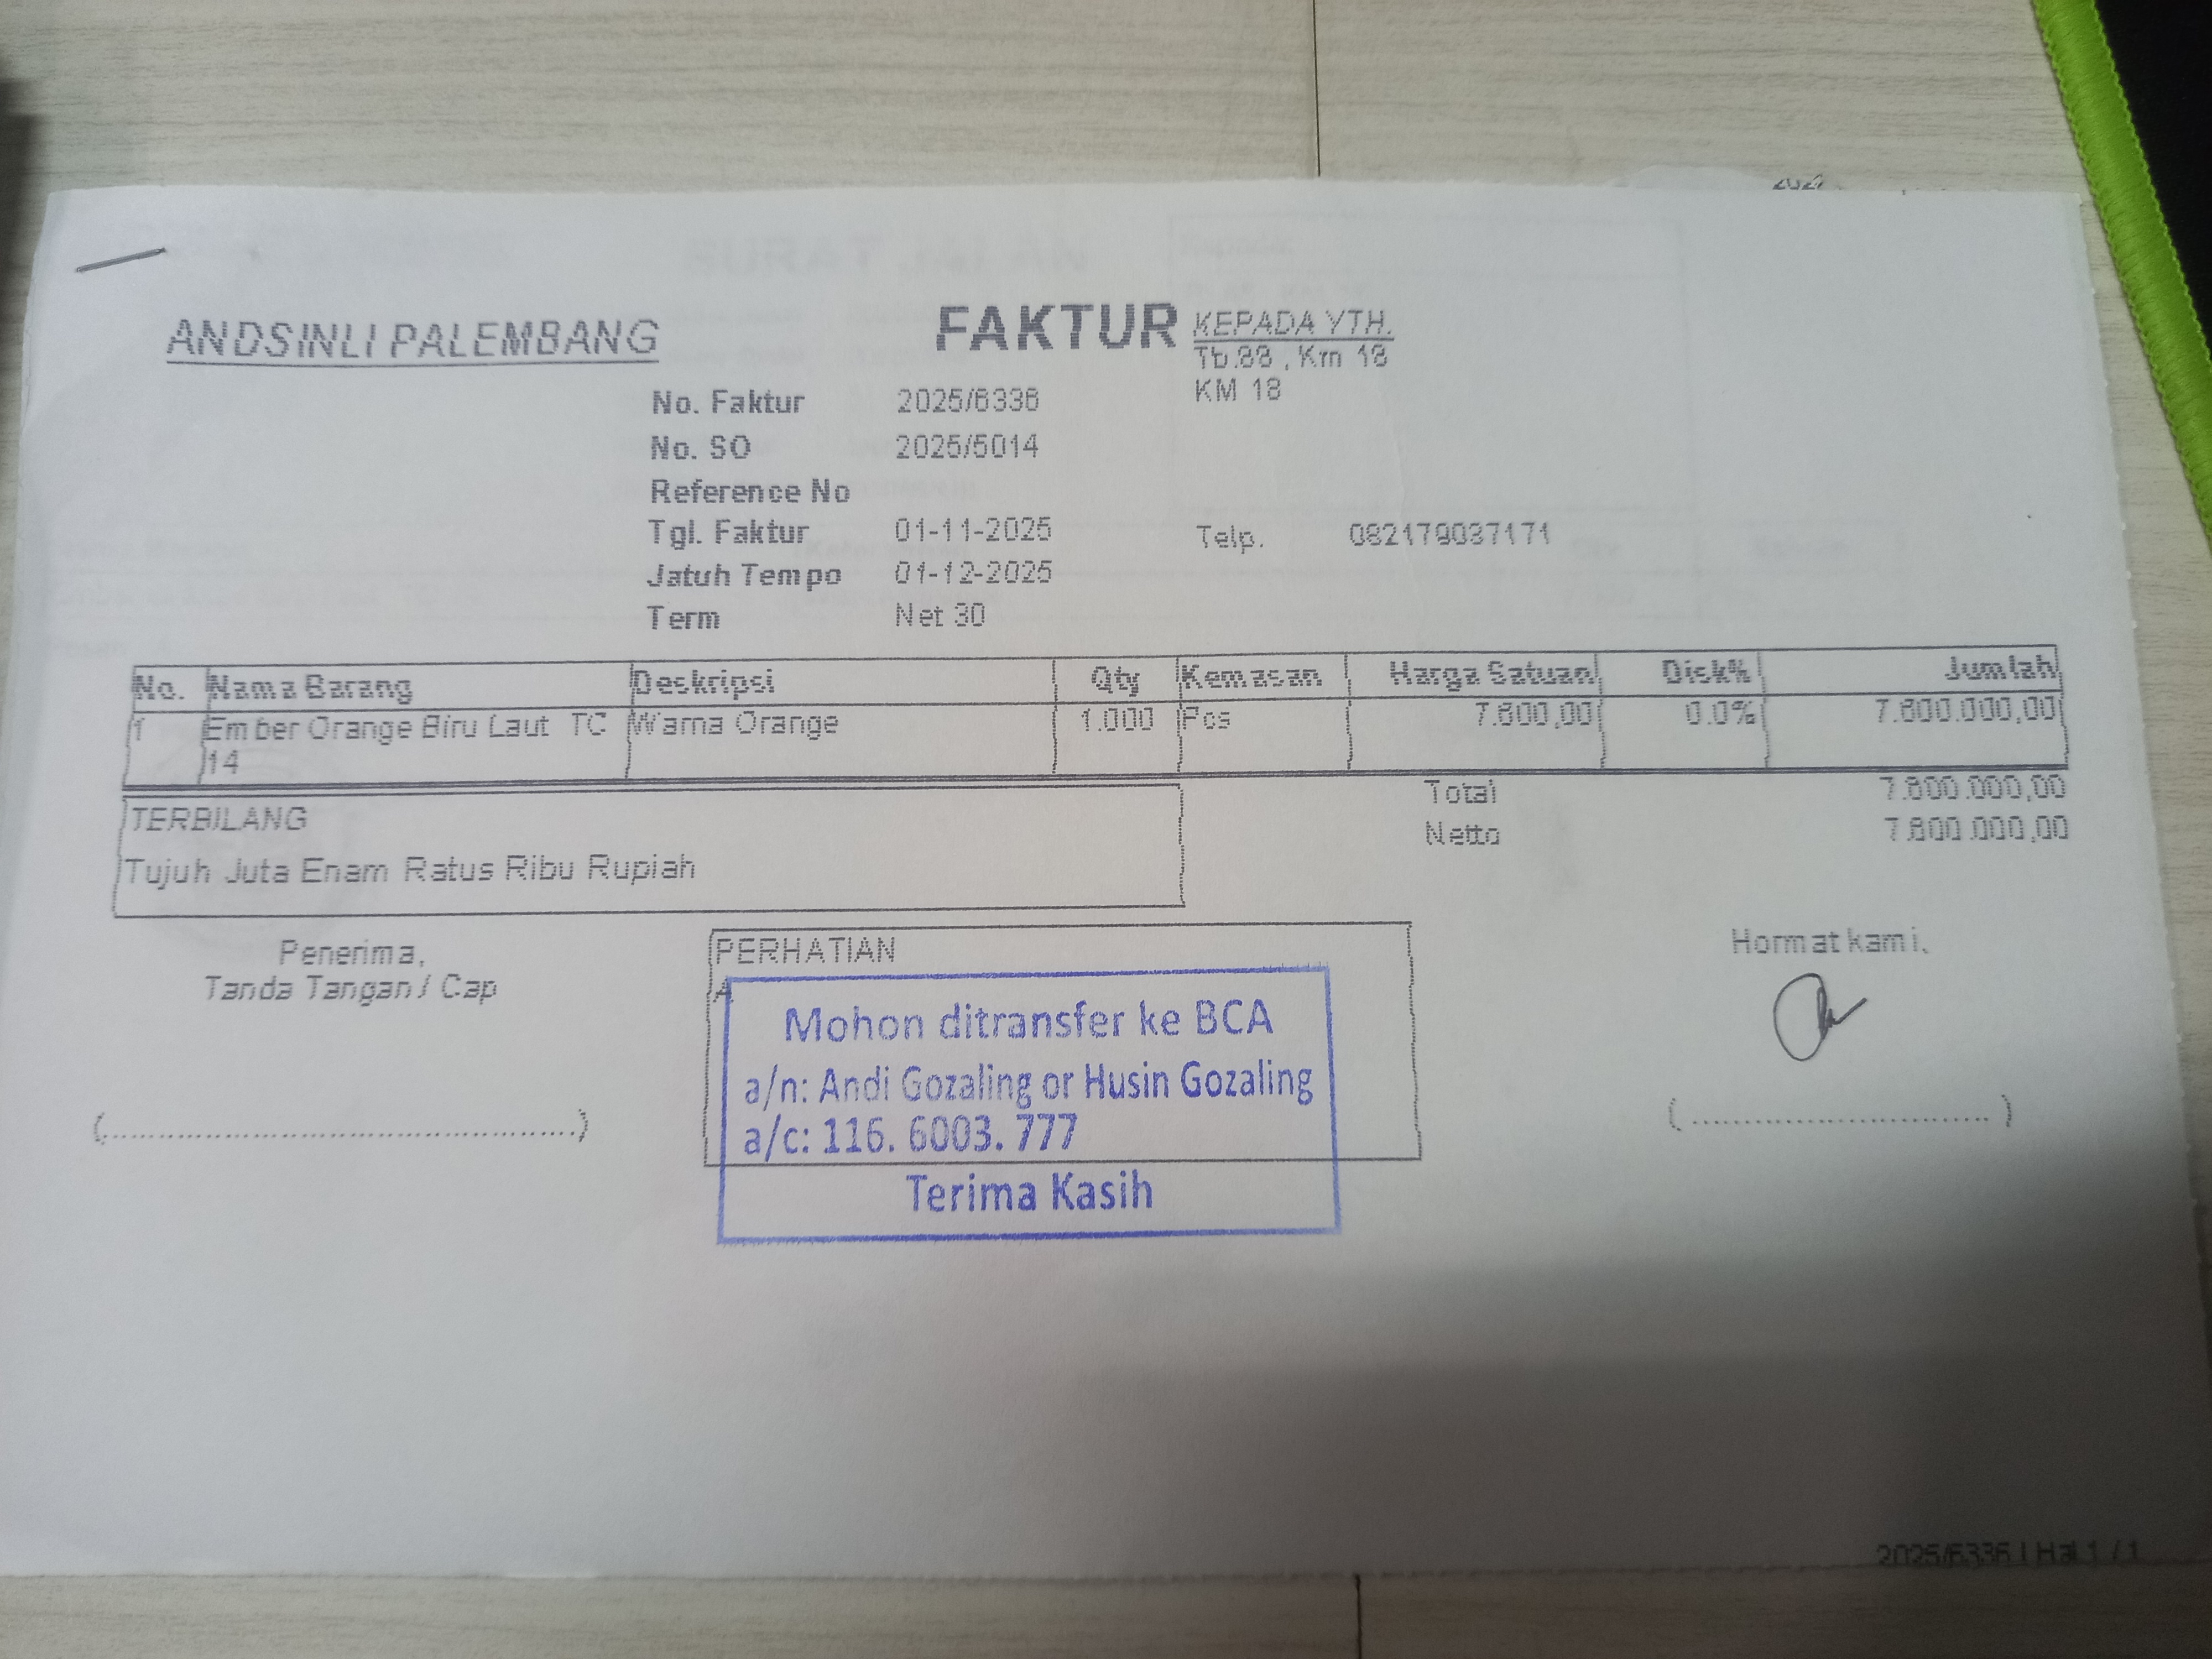 ANDSINLI PALEMBANG
FAKTUR
KEPADA YTH.
Tb.88 , Km 18
KM 18
No. Faktur 2025/6336
No. SO 2025/5014
Reference No
Tgl. Faktur 01-11-2025
Telp. 082179037171
Jatuh Tempo 01-12-2025
Term Net 30
No. Nama Barang Deskripsi Qty Kemasan Harga Satuan Disk% Jumlah
1 Ember Orange Biru Laut TC Warna Orange 1.000 Pcs 7.600,00 0.0% 7.600.000,00
14
Total 7.600.000,00
Netto 7.600.000,00
TERBILANG
Tujuh Juta Enam Ratus Ribu Rupiah
Penerima,
Tanda Tangan / Cap
(................................................)
PERHATIAN
A
Mohon ditransfer ke BCA
a/n: Andi Gozaling or Husin Gozaling
a/c: 116. 6003. 777
Terima Kasih
Hormat kami,
(..............................)
2025/6336 | Hal 1 / 1